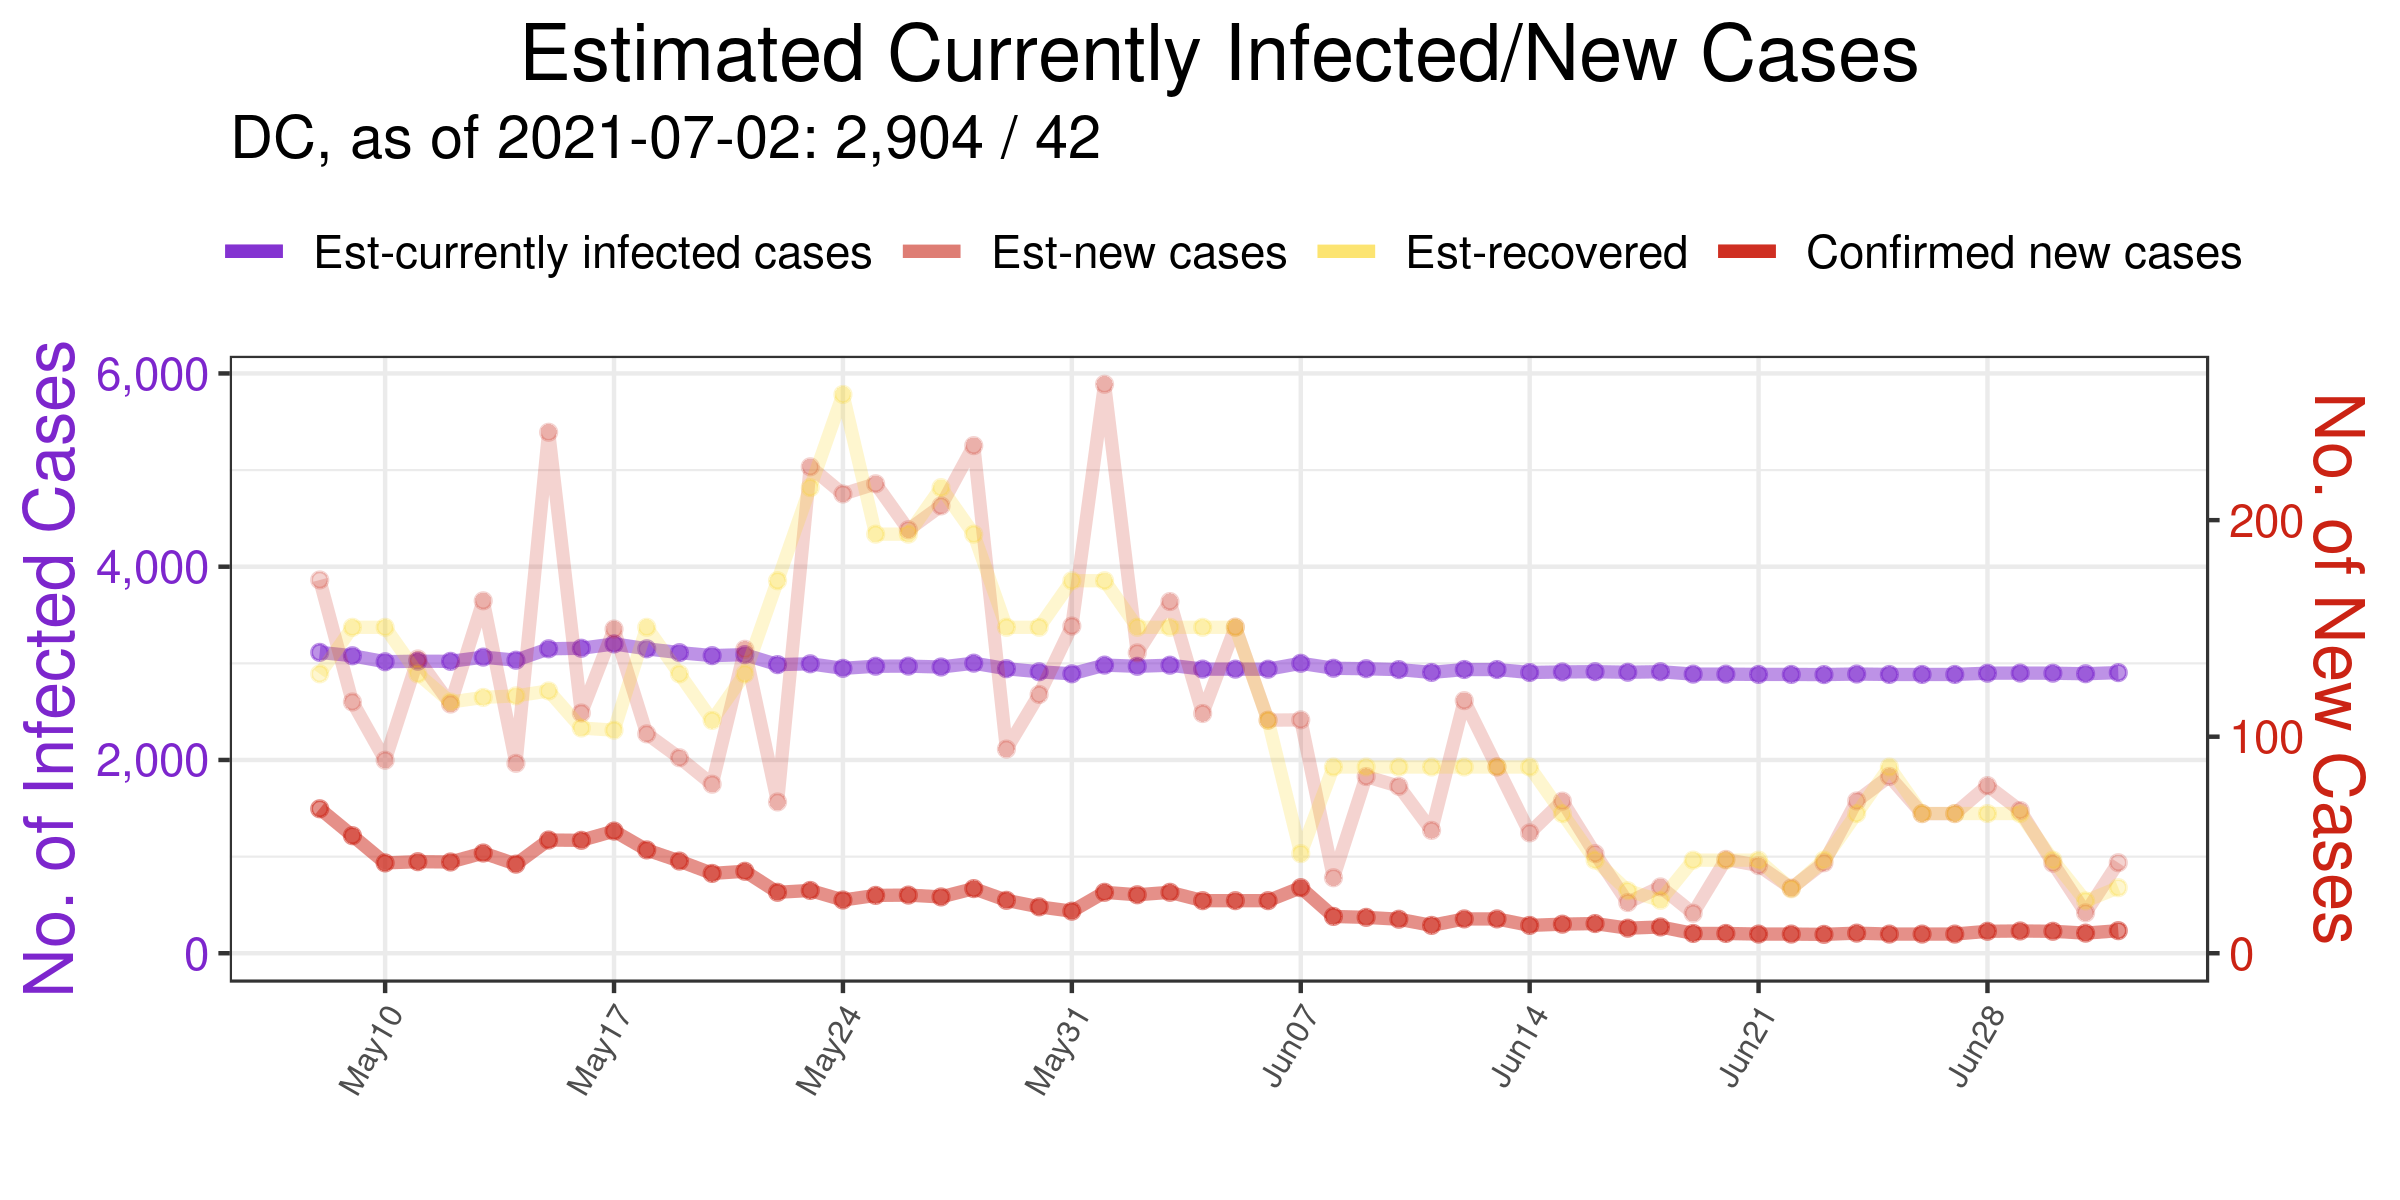 Estimated Currently Infected/New Cases
DC, as of 2021-07-02: 2,904 / 42
Est-currently infected cases Est-new cases Est-recovered Confirmed new cases
No. of Infected Cases
6,000
4,000
2,000
0
200
100
0
No. of New Cases
May10 May17 May24 May31 Jun07 Jun14 Jun21 Jun28